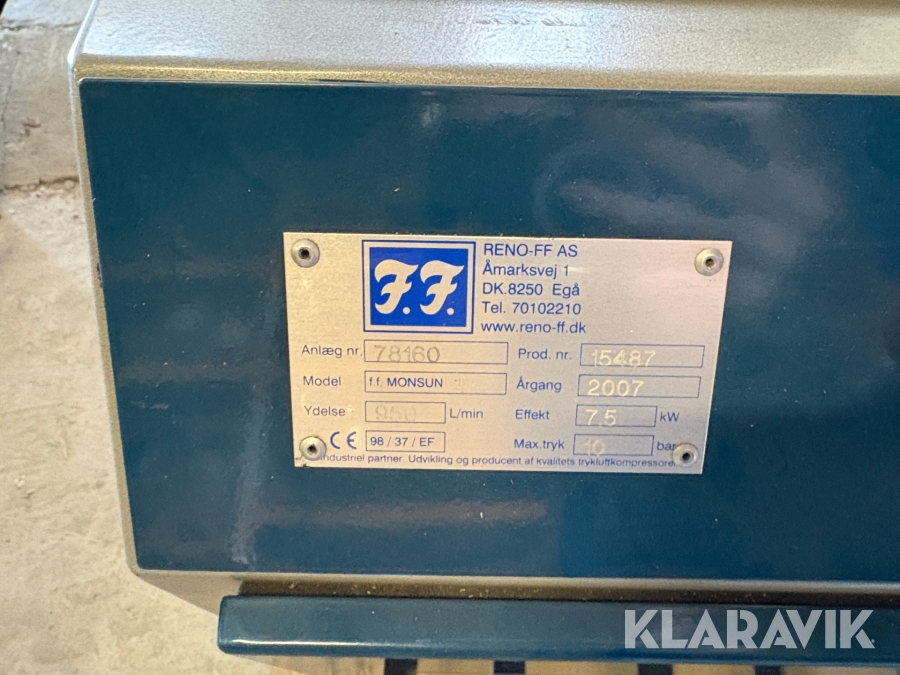 F.F.
RENO-FF AS
Åmarksvej 1
DK.8250 Egå
Tel. 70102210
www.reno-ff.dk
Anlæg nr. 78160 Prod. nr. 15487
Model f.f. MONSUN Årgang 2007
Ydelse 950 L/min Effekt 7,5 kW
CE 98 / 37 / EF Max.tryk 10 bar
industriel partner. Udvikling og producent af kvalitets trykluftkompressorer
KLARAVIK